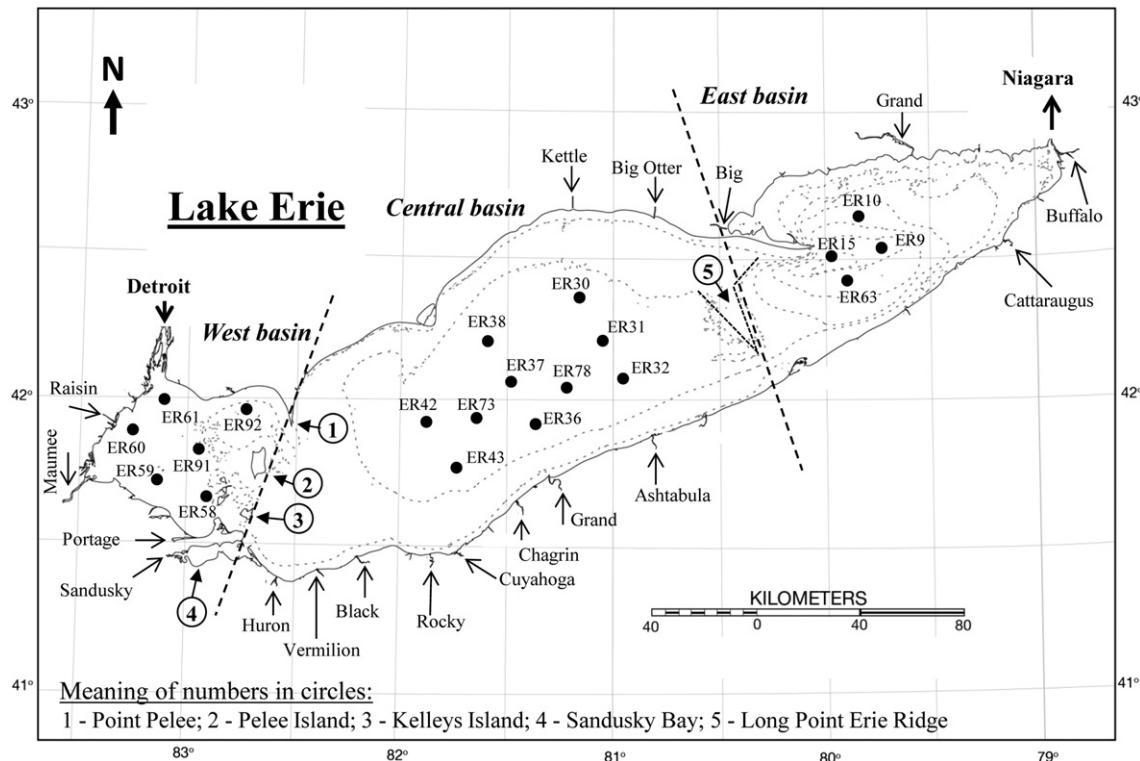 N
43°
43°
Niagara
East basin
Grand
Kettle
Big Otter
Big
Buffalo
Lake Erie
Central basin
ER10
ER15
ER9
ER63
Cattaraugus
5
Detroit
West basin
ER30
ER38
ER31
ER37
ER78
ER32
Raisin
42°
42°
ER61
ER92
ER42
ER73
ER36
1
ER60
ER59
ER91
ER43
2
Maumee
ER58
3
Ashtabula
Portage
Grand
Chagrin
Sandusky
Cuyahoga
4
Huron
Black
Rocky
Vermilion
KILOMETERS
40 0 40 80
41°
41°
Meaning of numbers in circles:
1 - Point Pelee; 2 - Pelee Island; 3 - Kelleys Island; 4 - Sandusky Bay; 5 - Long Point Erie Ridge
83° 82° 81° 80° 79°